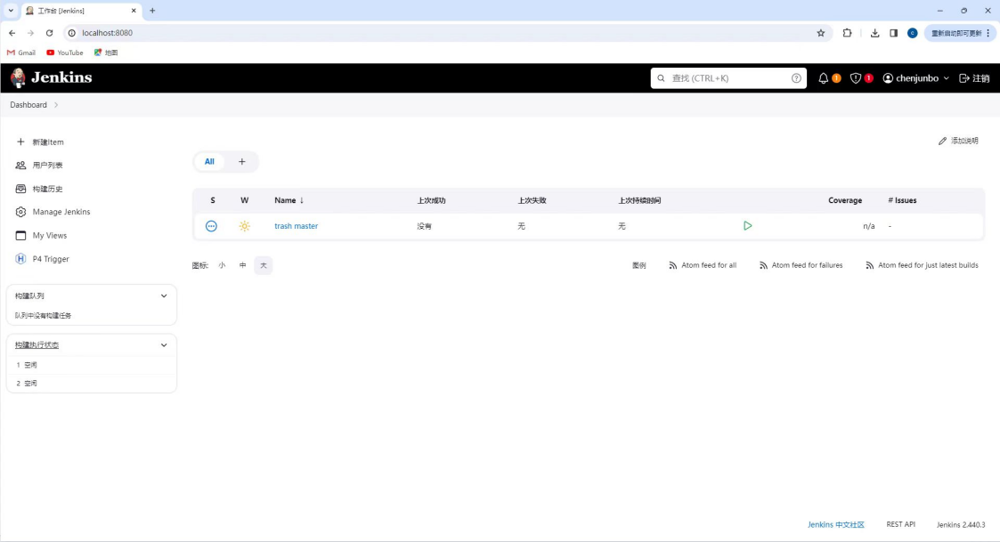 工作台 [Jenkins]
localhost:8080
重新启动即可更新
Gmail YouTube 地图
Jenkins
查找 (CTRL+K) 1 1 chenjunbo 注销
Dashboard
新建Item
用户列表
构建历史
Manage Jenkins
My Views
P4 Trigger
构建队列
队列中没有构建任务
构建执行状态
1 空闲
2 空闲
添加说明
All +
S W Name ↓ 上次成功 上次失败 上次持续时间 Coverage # Issues
trash master 没有 无 无 n/a -
图标: 小 中 大 图例 Atom feed for all Atom feed for failures Atom feed for just latest builds
Jenkins 中文社区 REST API Jenkins 2.440.3